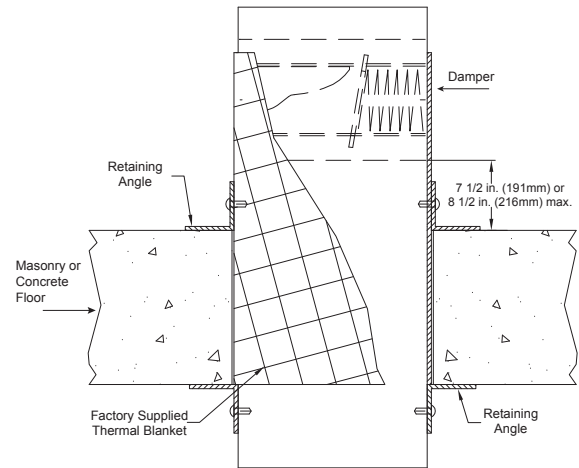 Damper
Retaining
Angle
7 1/2 in. (191mm) or
8 1/2 in. (216mm) max.
Masonry or
Concrete
Floor
Factory Supplied
Thermal Blanket
Retaining
Angle